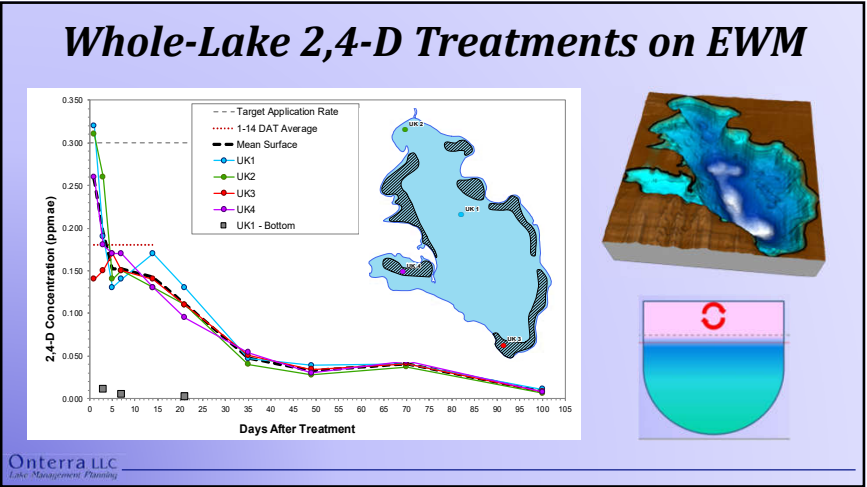 Whole-Lake 2,4-D Treatments on EWM
0.350
0.300
0.250
0.200
0.150
0.100
0.050
0.000
2,4-D Concentration (ppmae)
0 5 10 15 20 25 30 35 40 45 50 55 60 65 70 75 80 85 90 95 100 105
Days After Treatment
Target Application Rate
1-14 DAT Average
Mean Surface
UK1
UK2
UK3
UK4
UK1 - Bottom
UK-2
UK-1
UK-4
UK-3
Onterra LLC
Lake Management Planning